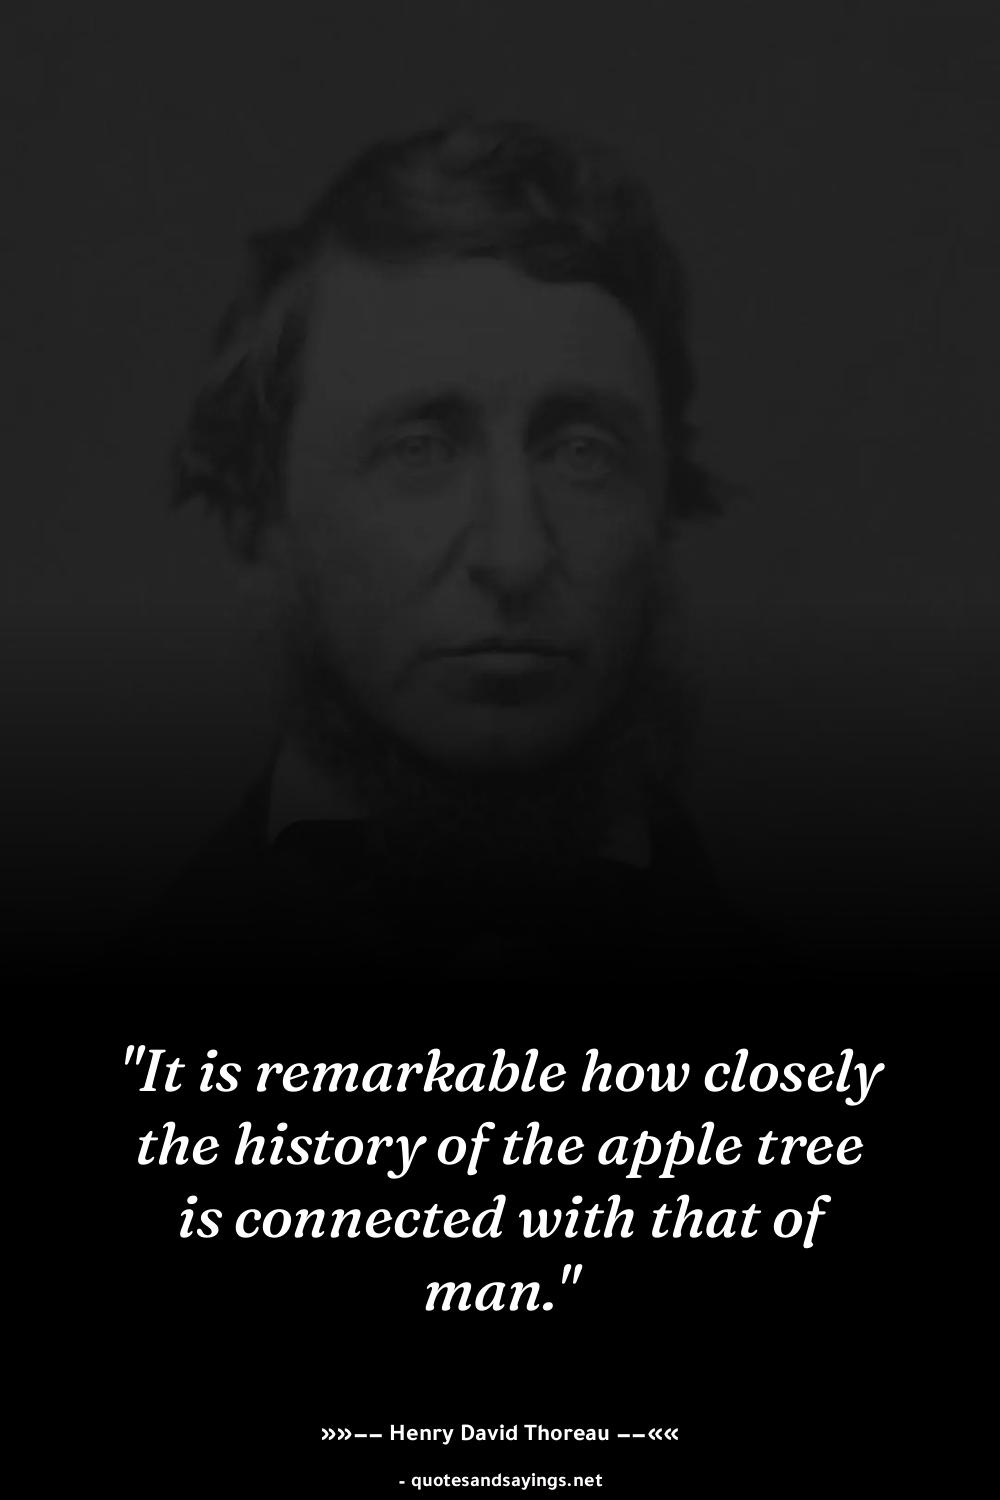 "It is remarkable how closely
the history of the apple tree
is connected with that of
man."
»»−− Henry David Thoreau −−««
- quotesandsayings.net